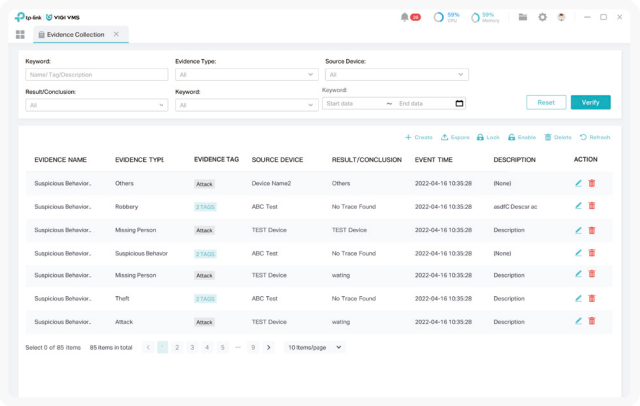 tp-link VIGI VMS 59% CPU 59% Memory
Evidence Collection
Keyword: Evidence Type: Source Device:
Name/ Tag/Description All All
Result/Conclusion: Keyword: Keyword:
All All Start data ~ End data Reset Verify
Create Expore Lock Enable Delete Refresh
EVIDENCE NAME EVIDENCE TYPE EVIDENCE TAG SOURCE DEVICE RESULT/CONCLUSION EVENT TIME DESCRIPTION ACTION
Suspicious Behavior.. Others Attack Device Name2 Others 2022-04-16 10:35:28 (None)
Suspicious Behavior.. Robbery 2 TAGS ABC Test No Trace Found 2022-04-16 10:35:28 asdfC Descsr ac
Suspicious Behavior.. Missing Person Attack TEST Device TEST Device 2022-04-16 10:35:28 Description
Suspicious Behavior.. Suspicious Behavor 2 TAGS ABC Test No Trace Found 2022-04-16 10:35:28 (None)
Suspicious Behavior.. Missing Person Attack TEST Device wating 2022-04-16 10:35:28 Description
Suspicious Behavior.. Theft 2 TAGS ABC Test No Trace Found 2022-04-16 10:35:28 Description
Suspicious Behavior.. Attack Attack TEST Device wating 2022-04-16 10:35:28 Description
Select 0 of 85 items 85 items in total < 1 2 3 4 5 ··· 9 > 10 Items/page